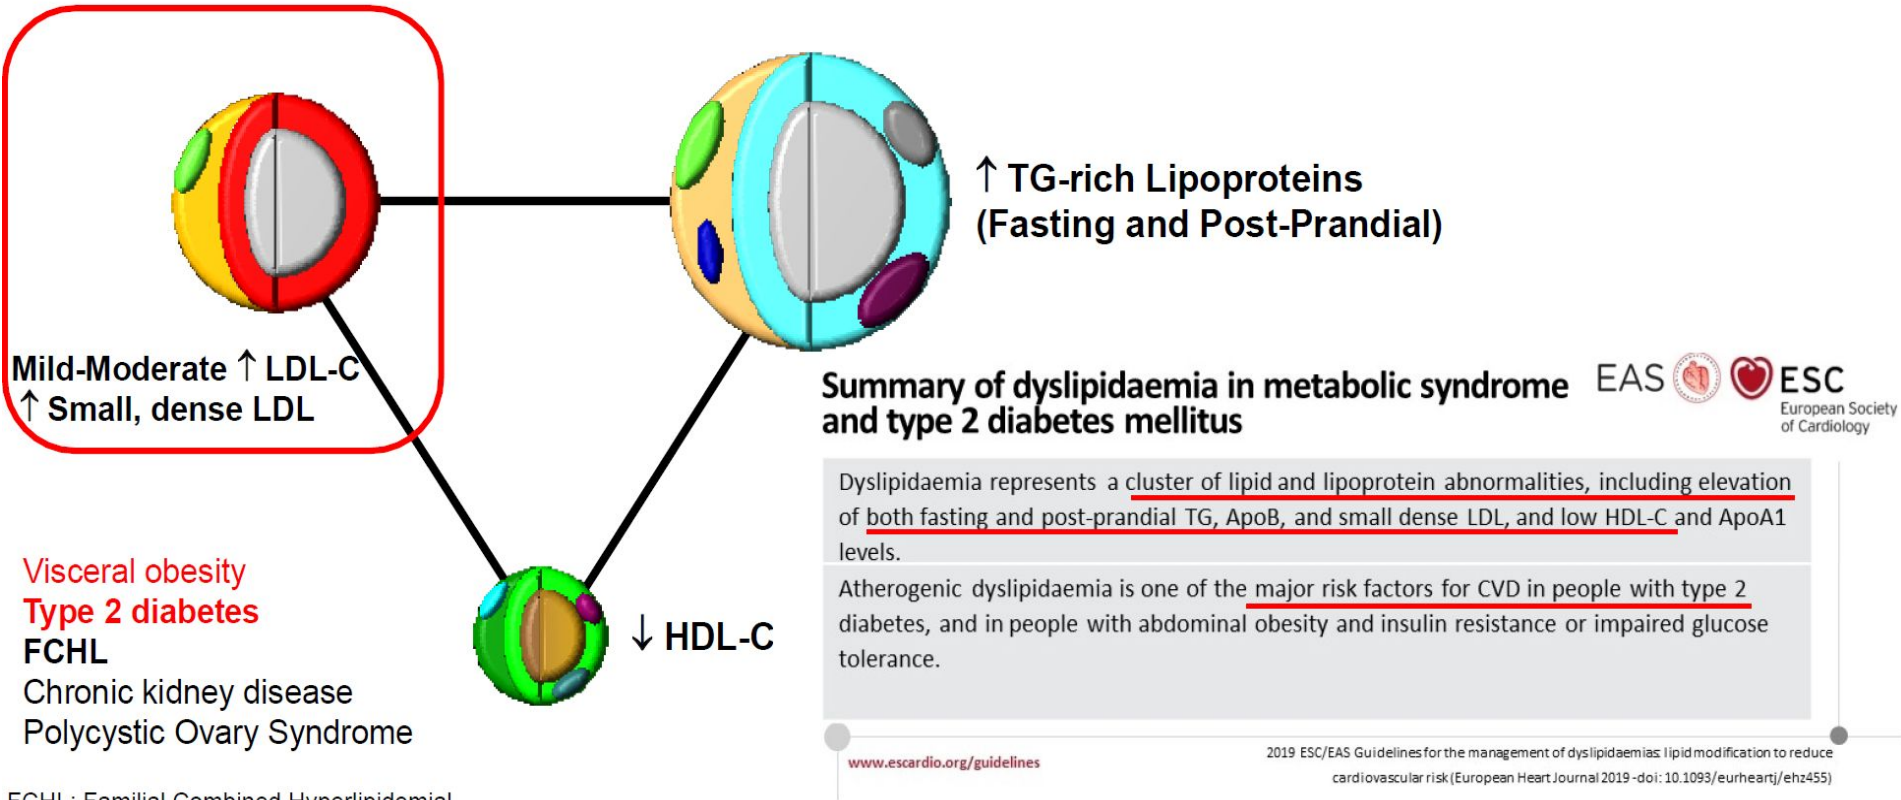 ↑ TG-rich Lipoproteins
(Fasting and Post-Prandial)
Mild-Moderate ↑ LDL-C
↑ Small, dense LDL
↓ HDL-C
Visceral obesity
Type 2 diabetes
FCHL
Chronic kidney disease
Polycystic Ovary Syndrome
FCHL: Familial Combined Hyperlipidemia
Summary of dyslipidaemia in metabolic syndrome
and type 2 diabetes mellitus
EAS
ESC
European Society
of Cardiology
Dyslipidaemia represents a cluster of lipid and lipoprotein abnormalities, including elevation
of both fasting and post-prandial TG, ApoB, and small dense LDL, and low HDL-C and ApoA1
levels.
Atherogenic dyslipidaemia is one of the major risk factors for CVD in people with type 2
diabetes, and in people with abdominal obesity and insulin resistance or impaired glucose
tolerance.
www.escardio.org/guidelines
2019 ESC/EAS Guidelines for the management of dyslipidaemias: lipid modification to reduce
cardiovascular risk (European Heart Journal 2019 -doi: 10.1093/eurheartj/ehz455)